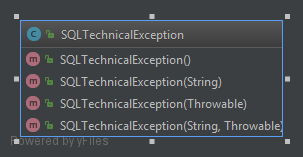 C SQLTechnicalException
m SQLTechnicalException()
m SQLTechnicalException(String)
m SQLTechnicalException(Throwable)
m SQLTechnicalException(String, Throwable)
Powered by yFiles